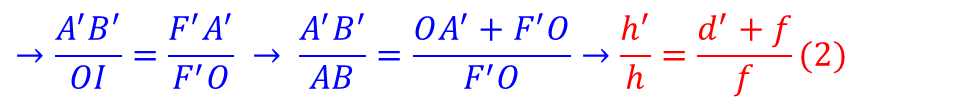 → A′B′/OI = F′A′/F′O → A′B′/AB = (OA′ + F′O)/F′O → h′/h = (d′ + f)/f (2)